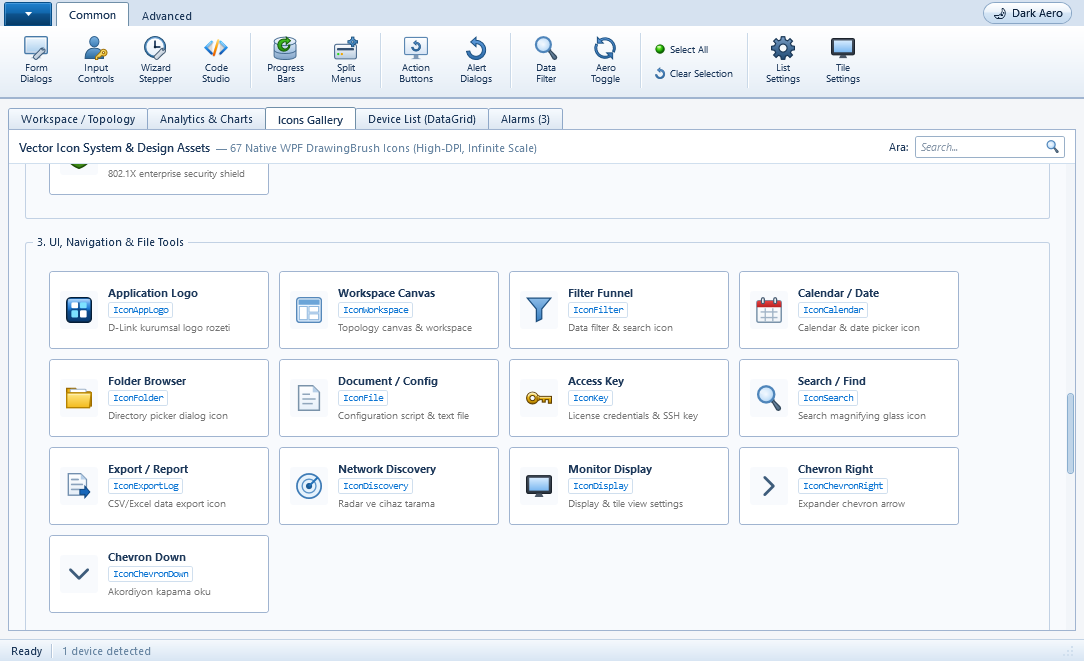 Common
Advanced
Dark Aero
Form
Dialogs
Input
Controls
Wizard
Stepper
Code
Studio
Progress
Bars
Split
Menus
Action
Buttons
Alert
Dialogs
Data
Filter
Aero
Toggle
Select All
Clear Selection
List
Settings
Tile
Settings
Workspace / Topology
Analytics & Charts
Icons Gallery
Device List (DataGrid)
Alarms (3)
Vector Icon System & Design Assets — 67 Native WPF DrawingBrush Icons (High-DPI, Infinite Scale)
Ara:
Search...
802.1X enterprise security shield
3. UI, Navigation & File Tools
Application Logo
IconAppLogo
D-Link kurumsal logo rozeti
Workspace Canvas
IconWorkspace
Topology canvas & workspace
Filter Funnel
IconFilter
Data filter & search icon
Calendar / Date
IconCalendar
Calendar & date picker icon
Folder Browser
IconFolder
Directory picker dialog icon
Document / Config
IconFile
Configuration script & text file
Access Key
IconKey
License credentials & SSH key
Search / Find
IconSearch
Search magnifying glass icon
Export / Report
IconExportLog
CSV/Excel data export icon
Network Discovery
IconDiscovery
Radar ve cihaz tarama
Monitor Display
IconDisplay
Display & tile view settings
Chevron Right
IconChevronRight
Expander chevron arrow
Chevron Down
IconChevronDown
Akordiyon kapama oku
Ready
1 device detected